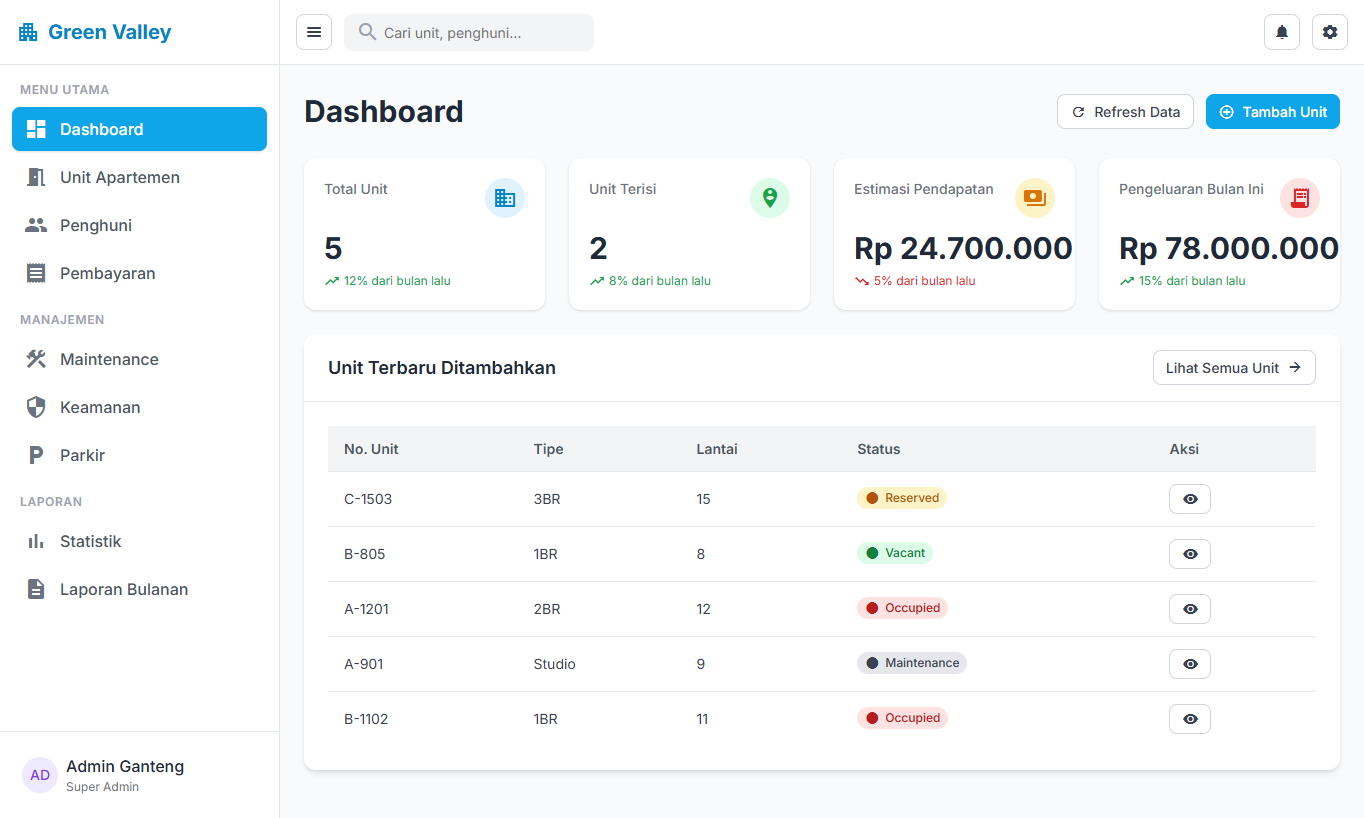 Green Valley
Cari unit, penghuni...
MENU UTAMA
Dashboard
Unit Apartemen
Penghuni
Pembayaran
MANAJEMEN
Maintenance
Keamanan
P Parkir
LAPORAN
Statistik
Laporan Bulanan
AD
Admin Ganteng
Super Admin
Dashboard
Refresh Data
Tambah Unit
Total Unit
5
12% dari bulan lalu
Unit Terisi
2
8% dari bulan lalu
Estimasi Pendapatan
Rp 24.700.000
5% dari bulan lalu
Pengeluaran Bulan Ini
Rp 78.000.000
15% dari bulan lalu
Unit Terbaru Ditambahkan
Lihat Semua Unit
No. Unit Tipe Lantai Status Aksi
C-1503 3BR 15 Reserved
B-805 1BR 8 Vacant
A-1201 2BR 12 Occupied
A-901 Studio 9 Maintenance
B-1102 1BR 11 Occupied